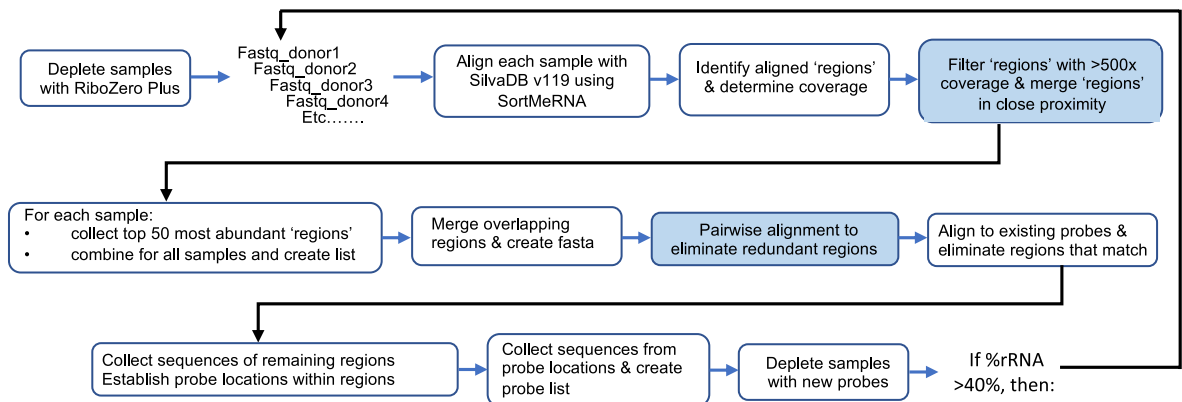 Deplete samples
with RiboZero Plus
Fastq_donor1
Fastq_donor2
Fastq_donor3
Fastq_donor4
Etc.......
Align each sample with
SilvaDB v119 using
SortMeRNA
Identify aligned ‘regions’
& determine coverage
Filter ‘regions’ with >500x
coverage & merge ‘regions’
in close proximity
For each sample:
• collect top 50 most abundant ‘regions’
• combine for all samples and create list
Merge overlapping
regions & create fasta
Pairwise alignment to
eliminate redundant regions
Align to existing probes &
eliminate regions that match
Collect sequences of remaining regions
Establish probe locations within regions
Collect sequences from
probe locations & create
probe list
Deplete samples
with new probes
If %rRNA
>40%, then: